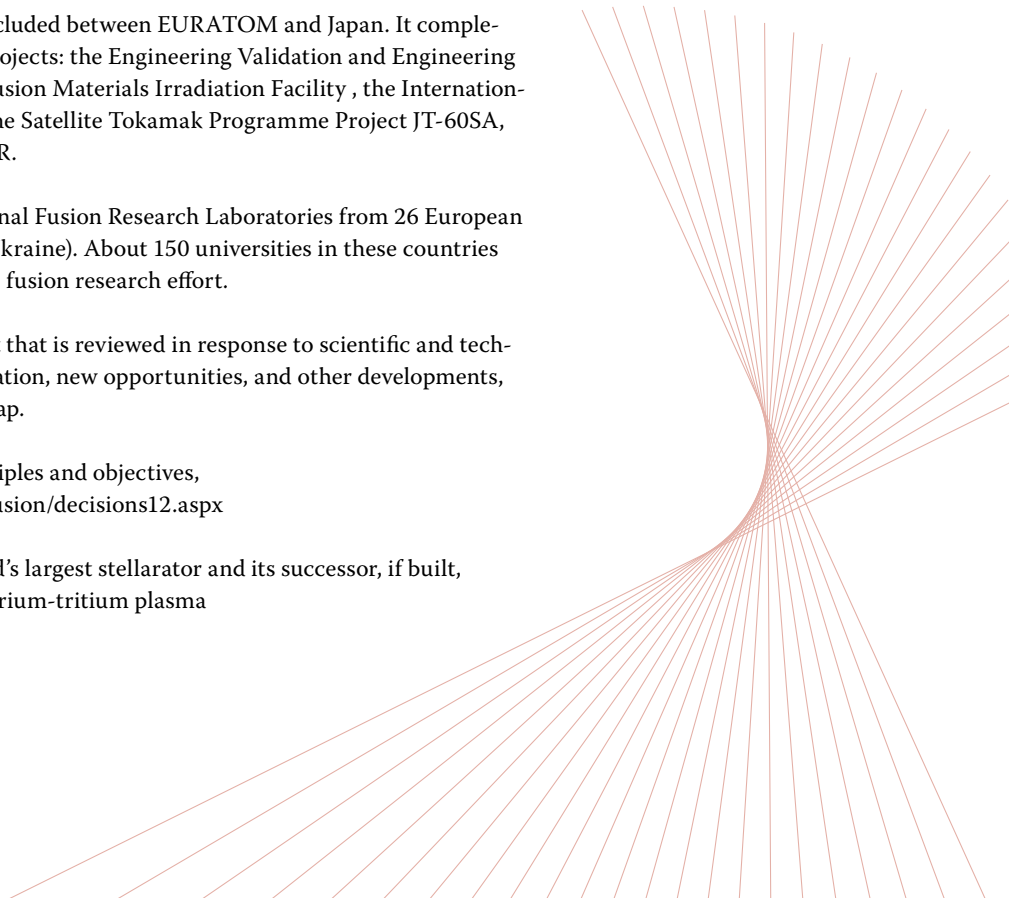 cluded between EURATOM and Japan. It comple-
ojects: the Engineering Validation and Engineering
usion Materials Irradiation Facility , the Internation-
he Satellite Tokamak Programme Project JT-60SA,
R.
nal Fusion Research Laboratories from 26 European
kraine). About 150 universities in these countries
fusion research effort.
that is reviewed in response to scientific and tech-
ation, new opportunities, and other developments,
ap.
iples and objectives,
usion/decisions12.aspx
d’s largest stellarator and its successor, if built,
rium-tritium plasma